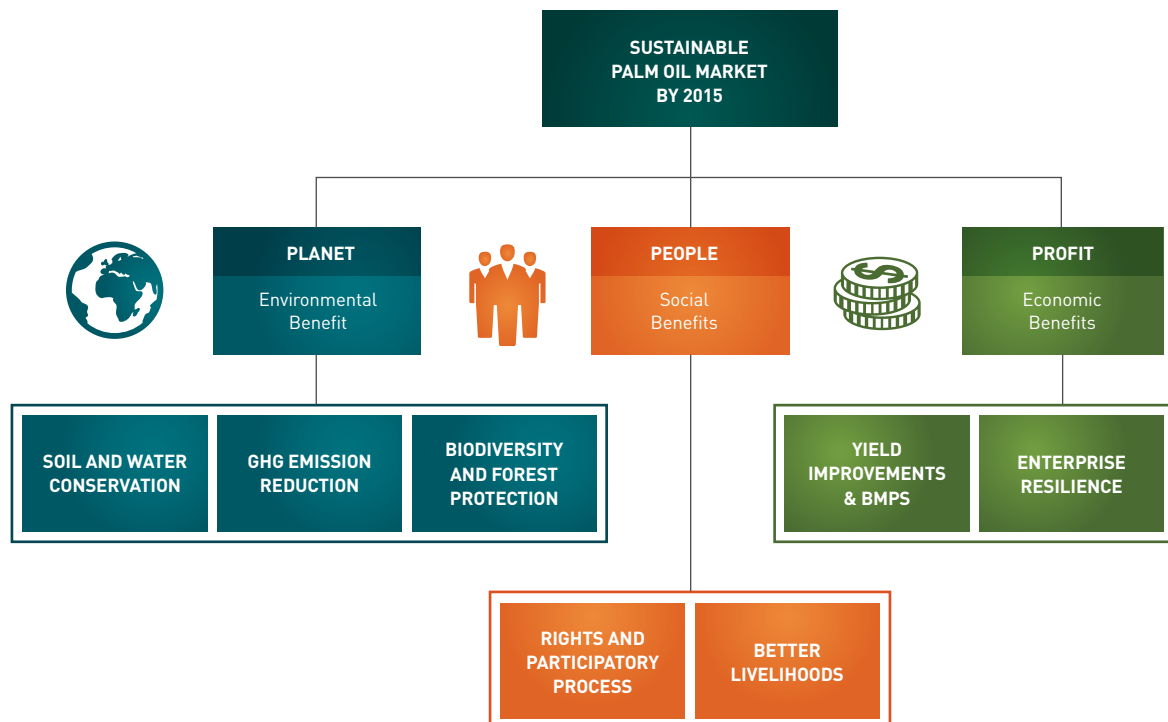 SUSTAINABLE
PALM OIL MARKET
BY 2015
PLANET
Environmental
Benefit
PEOPLE
Social
Benefits
PROFIT
Economic
Benefits
SOIL AND WATER
CONSERVATION
GHG EMISSION
REDUCTION
BIODIVERSITY
AND FOREST
PROTECTION
YIELD
IMPROVEMENTS
& BMPS
ENTERPRISE
RESILIENCE
RIGHTS AND
PARTICIPATORY
PROCESS
BETTER
LIVELIHOODS